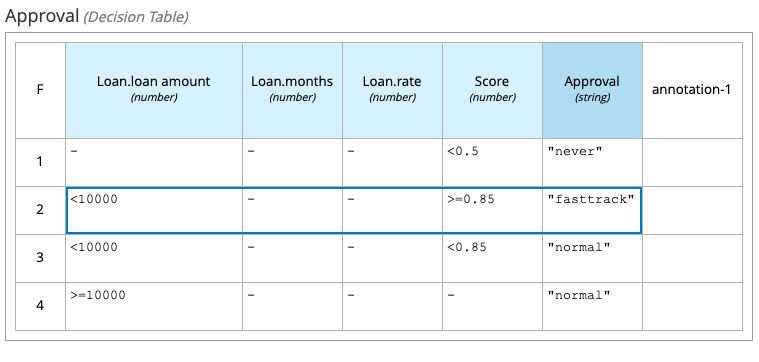 Approval (Decision Table)
F Loan.loan amount (number) Loan.months (number) Loan.rate (number) Score (number) Approval (string) annotation-1
1 – – – <0.5 "never"
2 <10000 – – >=0.85 "fasttrack"
3 <10000 – – <0.85 "normal"
4 >=10000 – – – "normal"